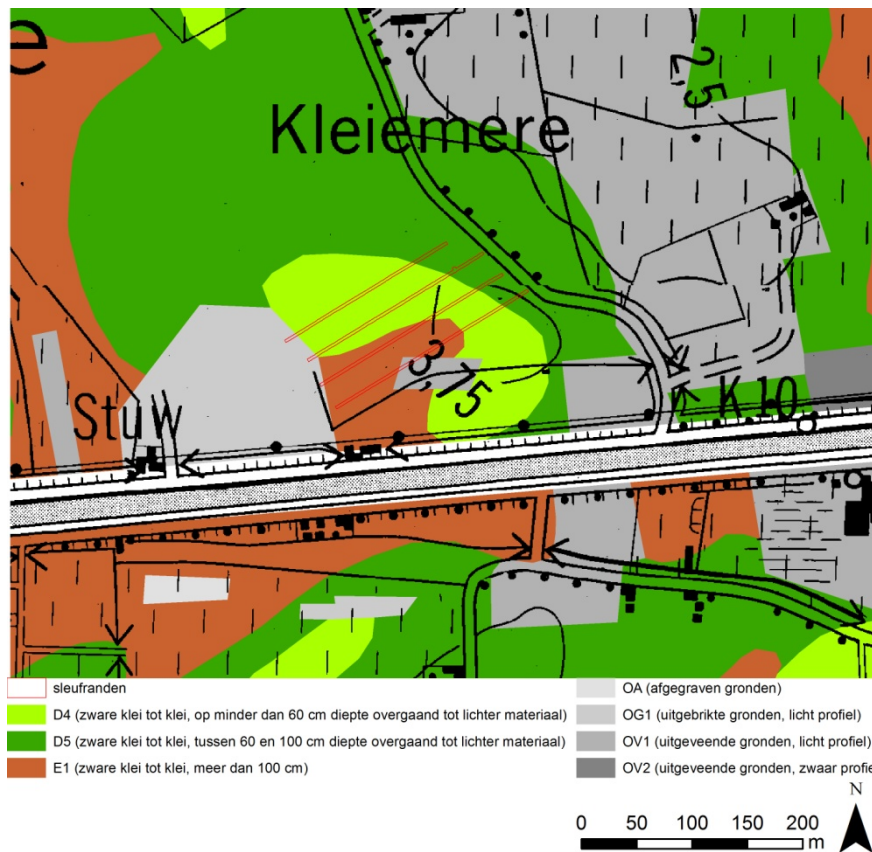 e
2,5
Kleiemere
3,75
Stuw
K10
sleufranden
D4 (zware klei tot klei, op minder dan 60 cm diepte overgaand tot lichter materiaal)
D5 (zware klei tot klei, tussen 60 en 100 cm diepte overgaand tot lichter materiaal)
E1 (zware klei tot klei, meer dan 100 cm)
OA (afgegraven gronden)
OG1 (uitgebrikte gronden, licht profiel)
OV1 (uitgeveende gronden, licht profiel)
OV2 (uitgeveende gronden, zwaar profie
N
0 50 100 150 200
m